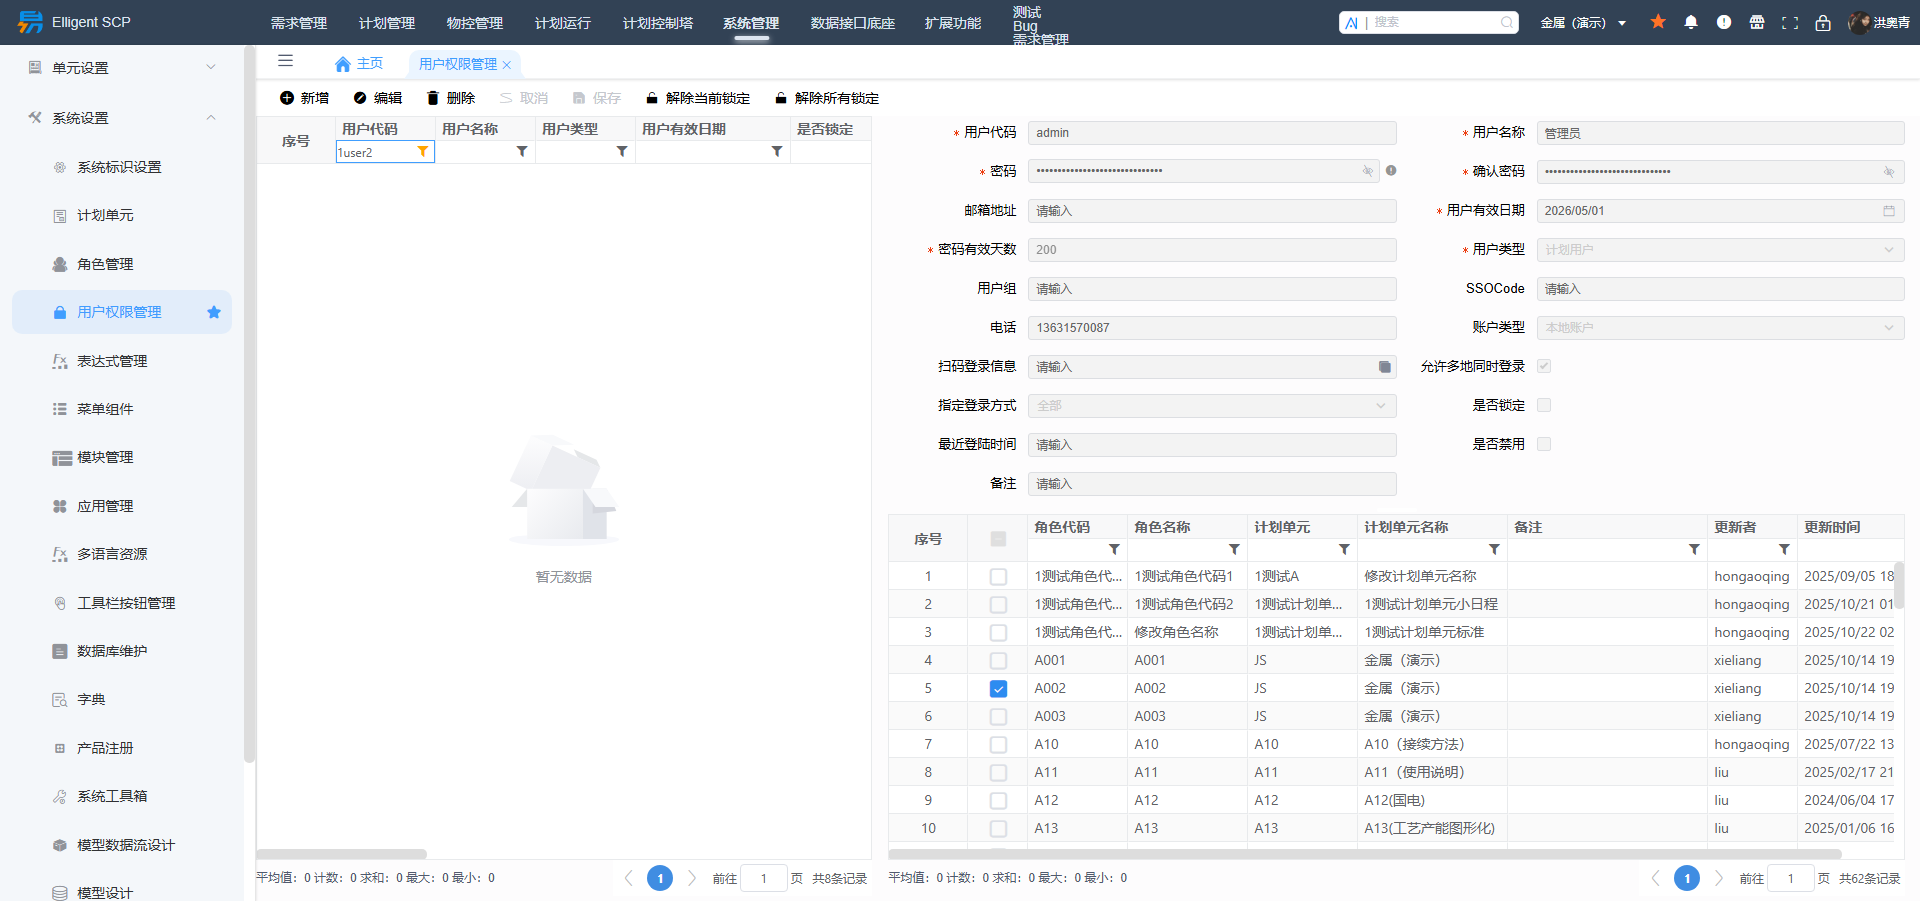 Elligent SCP
需求管理 计划管理 物控管理 计划运行 计划控制塔 系统管理 数据接口底座 扩展功能
测试
Bug
需求管理
AI | 搜索
金属（演示）
洪奥青
单元设置
系统设置
系统标识设置
计划单元
角色管理
用户权限管理
表达式管理
菜单组件
模块管理
应用管理
多语言资源
工具栏按钮管理
数据库维护
字典
产品注册
系统工具箱
模型数据流设计
模型设计
主页 用户权限管理
新增 编辑 删除 取消 保存 解除当前锁定 解除所有锁定
序号 用户代码 用户名称 用户类型 用户有效日期 是否锁定
1user2
暂无数据
平均值：0 计数：0 求和：0 最大：0 最小：0
1 前往 1 页 共8条记录
* 用户代码 admin * 用户名称 管理员
* 密码 •••••••••••••••••••••••••••••• * 确认密码 ••••••••••••••••••••••••••••••
邮箱地址 请输入 * 用户有效日期 2026/05/01
* 密码有效天数 200 * 用户类型 计划用户
用户组 请输入 SSOCode 请输入
电话 13631570087 账户类型 本地账户
扫码登录信息 请输入 允许多地同时登录
指定登录方式 全部 是否锁定
最近登陆时间 请输入 是否禁用
备注 请输入
序号 角色代码 角色名称 计划单元 计划单元名称 备注 更新者 更新时间
1 1测试角色代... 1测试角色代码1 1测试A 修改计划单元名称 hongaoqing 2025/09/05 18
2 1测试角色代... 1测试角色代码2 1测试计划单... 1测试计划单元小日程 hongaoqing 2025/10/21 01
3 1测试角色代... 修改角色名称 1测试计划单... 1测试计划单元标准 hongaoqing 2025/10/22 02
4 A001 A001 JS 金属（演示） xieliang 2025/10/14 19
5 A002 A002 JS 金属（演示） xieliang 2025/10/14 19
6 A003 A003 JS 金属（演示） xieliang 2025/10/14 19
7 A10 A10 A10 A10（接续方法） hongaoqing 2025/07/22 13
8 A11 A11 A11 A11（使用说明） liu 2025/02/17 21
9 A12 A12 A12 A12(国电) liu 2024/06/04 17
10 A13 A13 A13 A13(工艺产能图形化) liu 2025/01/06 16
平均值：0 计数：0 求和：0 最大：0 最小：0
1 前往 1 页 共62条记录